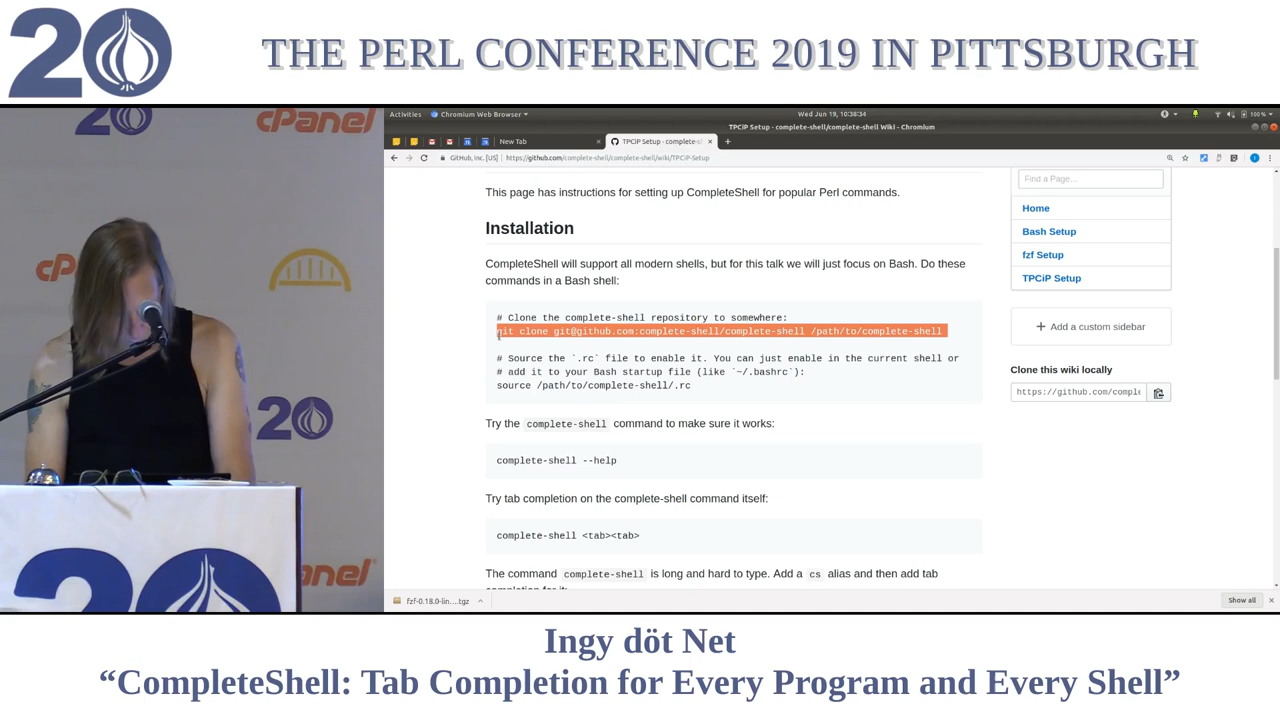 20
THE PERL CONFERENCE 2019 IN PITTSBURGH
20
cPanel
cP
20
20
anel
Activities
Chromium Web Browser
Wed Jun 19, 10:38:34
100%
TPCiP Setup - complete-shell/complete-shell Wiki - Chromium
New Tab
TPCiP Setup · complete-s
GitHub, Inc. [US]
https://github.com/complete-shell/complete-shell/wiki/TPCiP-Setup
This page has instructions for setting up CompleteShell for popular Perl commands.
Installation
CompleteShell will support all modern shells, but for this talk we will just focus on Bash. Do these
commands in a Bash shell:
# Clone the complete-shell repository to somewhere:
git clone git@github.com:complete-shell/complete-shell /path/to/complete-shell
# Source the `.rc` file to enable it. You can just enable in the current shell or
# add it to your Bash startup file (like `~/.bashrc`):
source /path/to/complete-shell/.rc
Try the complete-shell command to make sure it works:
complete-shell --help
Try tab completion on the complete-shell command itself:
complete-shell <tab><tab>
The command complete-shell is long and hard to type. Add a cs alias and then add tab
Find a Page…
Home
Bash Setup
fzf Setup
TPCiP Setup
Add a custom sidebar
Clone this wiki locally
https://github.com/comple
fzf-0.18.0-lin....tgz
Show all
Ingy döt Net
“CompleteShell: Tab Completion for Every Program and Every Shell”